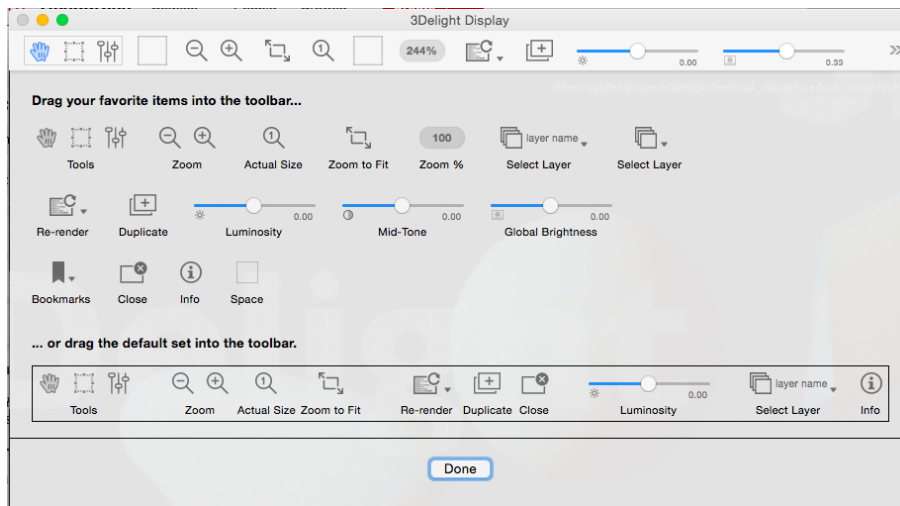 3Delight Display
1 244% 0.00 0.33 »
Drag your favorite items into the toolbar...
1 100 layer name
Tools Zoom Actual Size Zoom to Fit Zoom % Select Layer Select Layer
0.00 0.00 0.00
Re-render Duplicate Luminosity Mid-Tone Global Brightness
Bookmarks Close Info Space
... or drag the default set into the toolbar.
1 0.00 layer name
Tools Zoom Actual Size Zoom to Fit Re-render Duplicate Close Luminosity Select Layer Info
Done